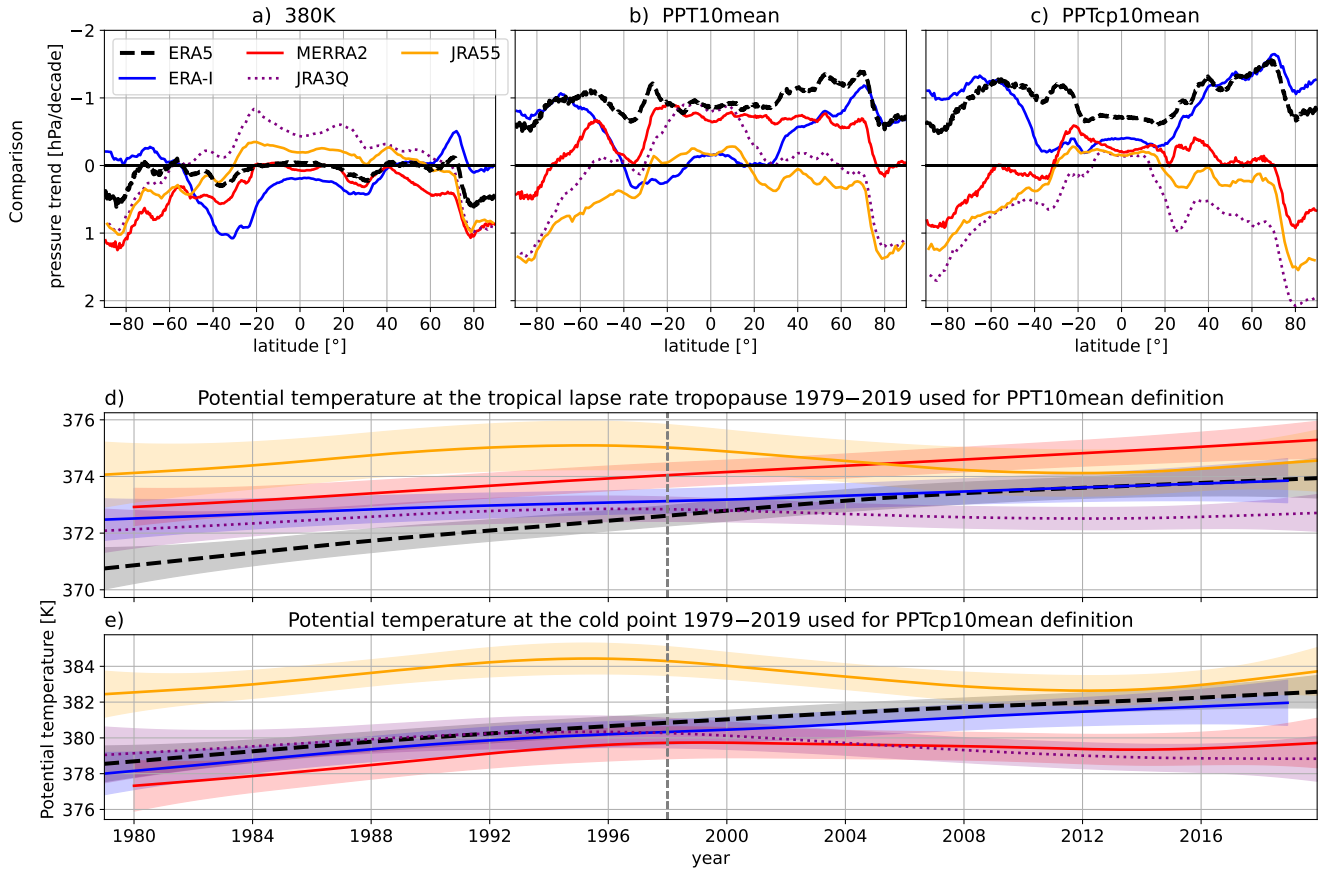 a) 380K
b) PPT10mean
c) PPTcp10mean
Comparison
pressure trend [hPa/decade]
−2
−1
0
1
2
ERA5
ERA-I
MERRA2
JRA3Q
JRA55
−80 −60 −40 −20 0 20 40 60 80
−80 −60 −40 −20 0 20 40 60 80
−80 −60 −40 −20 0 20 40 60 80
latitude [°]
latitude [°]
latitude [°]
d) Potential temperature at the tropical lapse rate tropopause 1979−2019 used for PPT10mean definition
376
374
372
370
Potential temperature [K]
e) Potential temperature at the cold point 1979−2019 used for PPTcp10mean definition
384
382
380
378
376
1980 1984 1988 1992 1996 2000 2004 2008 2012 2016
year